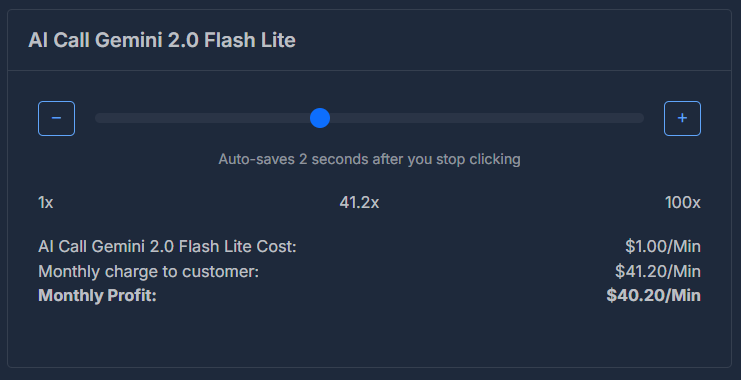 AI Call Gemini 2.0 Flash Lite
− +
Auto-saves 2 seconds after you stop clicking
1x 41.2x 100x
AI Call Gemini 2.0 Flash Lite Cost: $1.00/Min
Monthly charge to customer: $41.20/Min
Monthly Profit: $40.20/Min